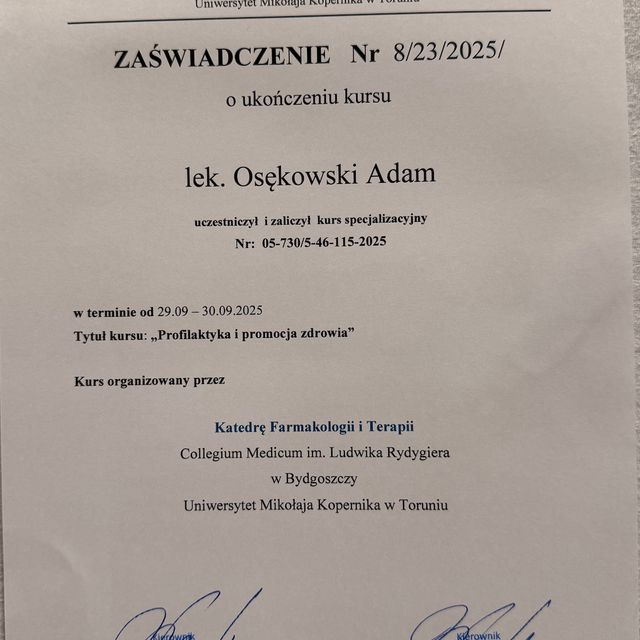 Uniwersytet Mikołaja Kopernika w Toruniu
ZAŚWIADCZENIE Nr 8/23/2025/
o ukończeniu kursu
lek. Osękowski Adam
uczestniczył i zaliczył kurs specjalizacyjny
Nr: 05-730/5-46-115-2025
w terminie od 29.09 – 30.09.2025
Tytuł kursu: „Profilaktyka i promocja zdrowia”
Kurs organizowany przez
Katedrę Farmakologii i Terapii
Collegium Medicum im. Ludwika Rydygiera
w Bydgoszczy
Uniwersytet Mikołaja Kopernika w Toruniu
Kierownik Kierownik